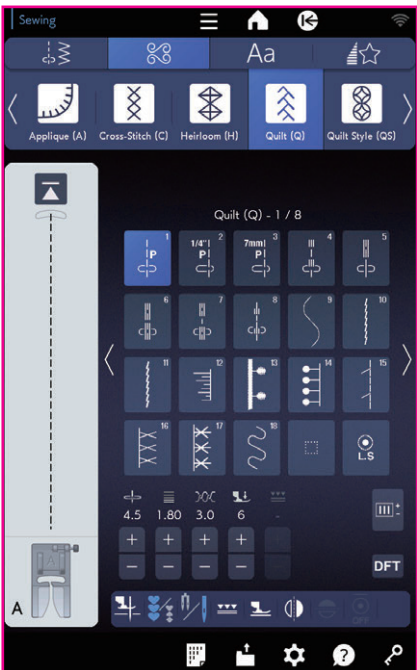 Sewing
Aa
Applique (A) Cross-Stitch (C) Heirloom (H) Quilt (Q) Quilt Style (QS)
Quilt (Q) - 1 / 8
1 2 3 4 5
P 1/4" P 7mm P
6 7 8 9 10
11 12 13 14 15
16 17 18
L.S
4.5 1.80 3.0 6 -
+ + + +
− − − −
DFT
A
OFF
?